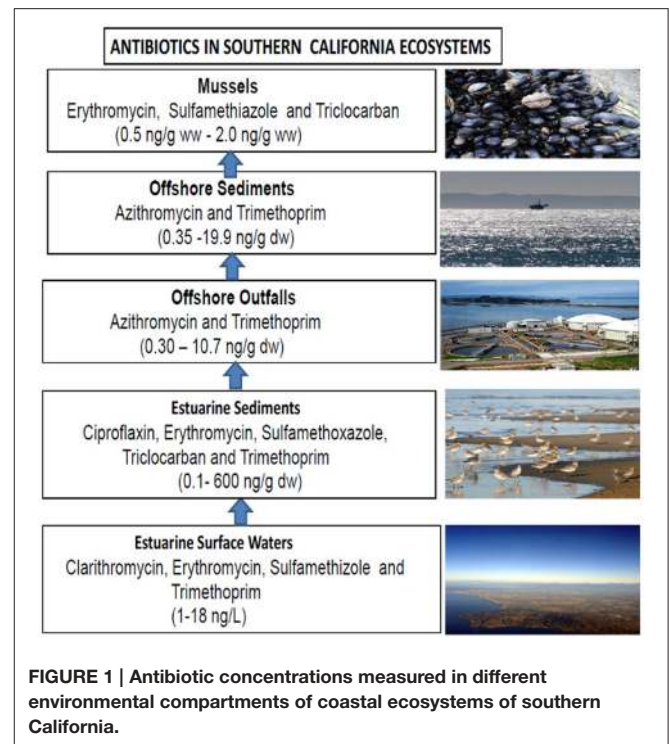 ANTIBIOTICS IN SOUTHERN CALIFORNIA ECOSYSTEMS
Mussels
Erythromycin, Sulfamethiazole and Triclocarban
(0.5 ng/g ww - 2.0 ng/g ww)
Offshore Sediments
Azithromycin and Trimethoprim
(0.35 -19.9 ng/g dw)
Offshore Outfalls
Azithromycin and Trimethoprim
(0.30 – 10.7 ng/g dw)
Estuarine Sediments
Ciproflaxin, Erythromycin, Sulfamethoxazole,
Triclocarban and Trimethoprim
(0.1- 600 ng/g dw)
Estuarine Surface Waters
Clarithromycin, Erythromycin, Sulfamethizole and
Trimethoprim
(1-18 ng/L)
FIGURE 1 | Antibiotic concentrations measured in different
environmental compartments of coastal ecosystems of southern
California.